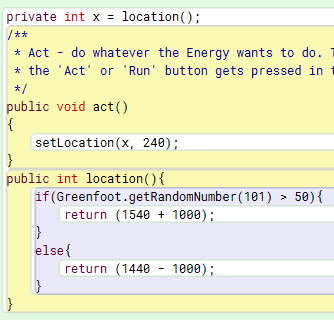 private int x = location();
/**
* Act - do whatever the Energy wants to do.
the 'Act' or 'Run' button gets pressed in
*/
public void act()
{
setLocation(x, 240);
}
public int location(){
if(Greenfoot.getRandomNumber(101) > 50){
return (1540 + 1000);
}
else{
return (1440 - 1000);
}
}